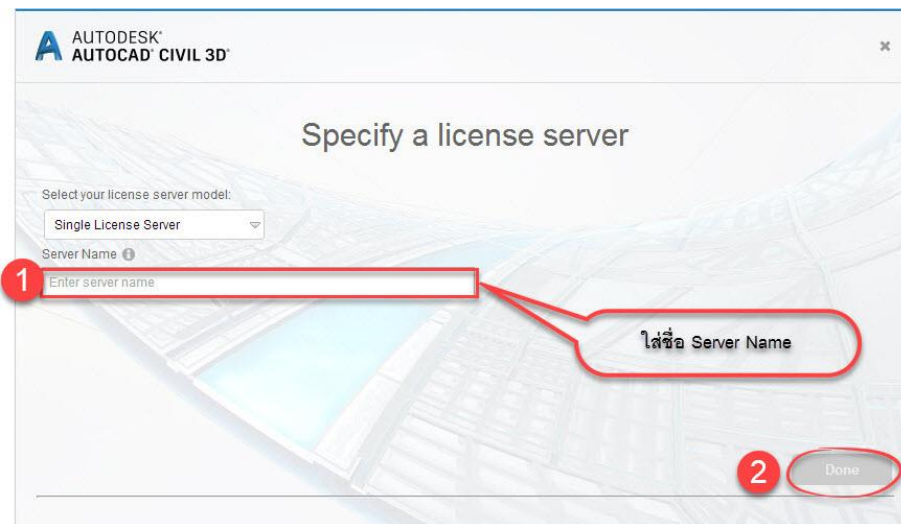 AUTODESK®
AUTOCAD® CIVIL 3D®
Specify a license server
Select your license server model:
Single License Server
Server Name
1
Enter server name
ใส่ชื่อ Server Name
2
Done